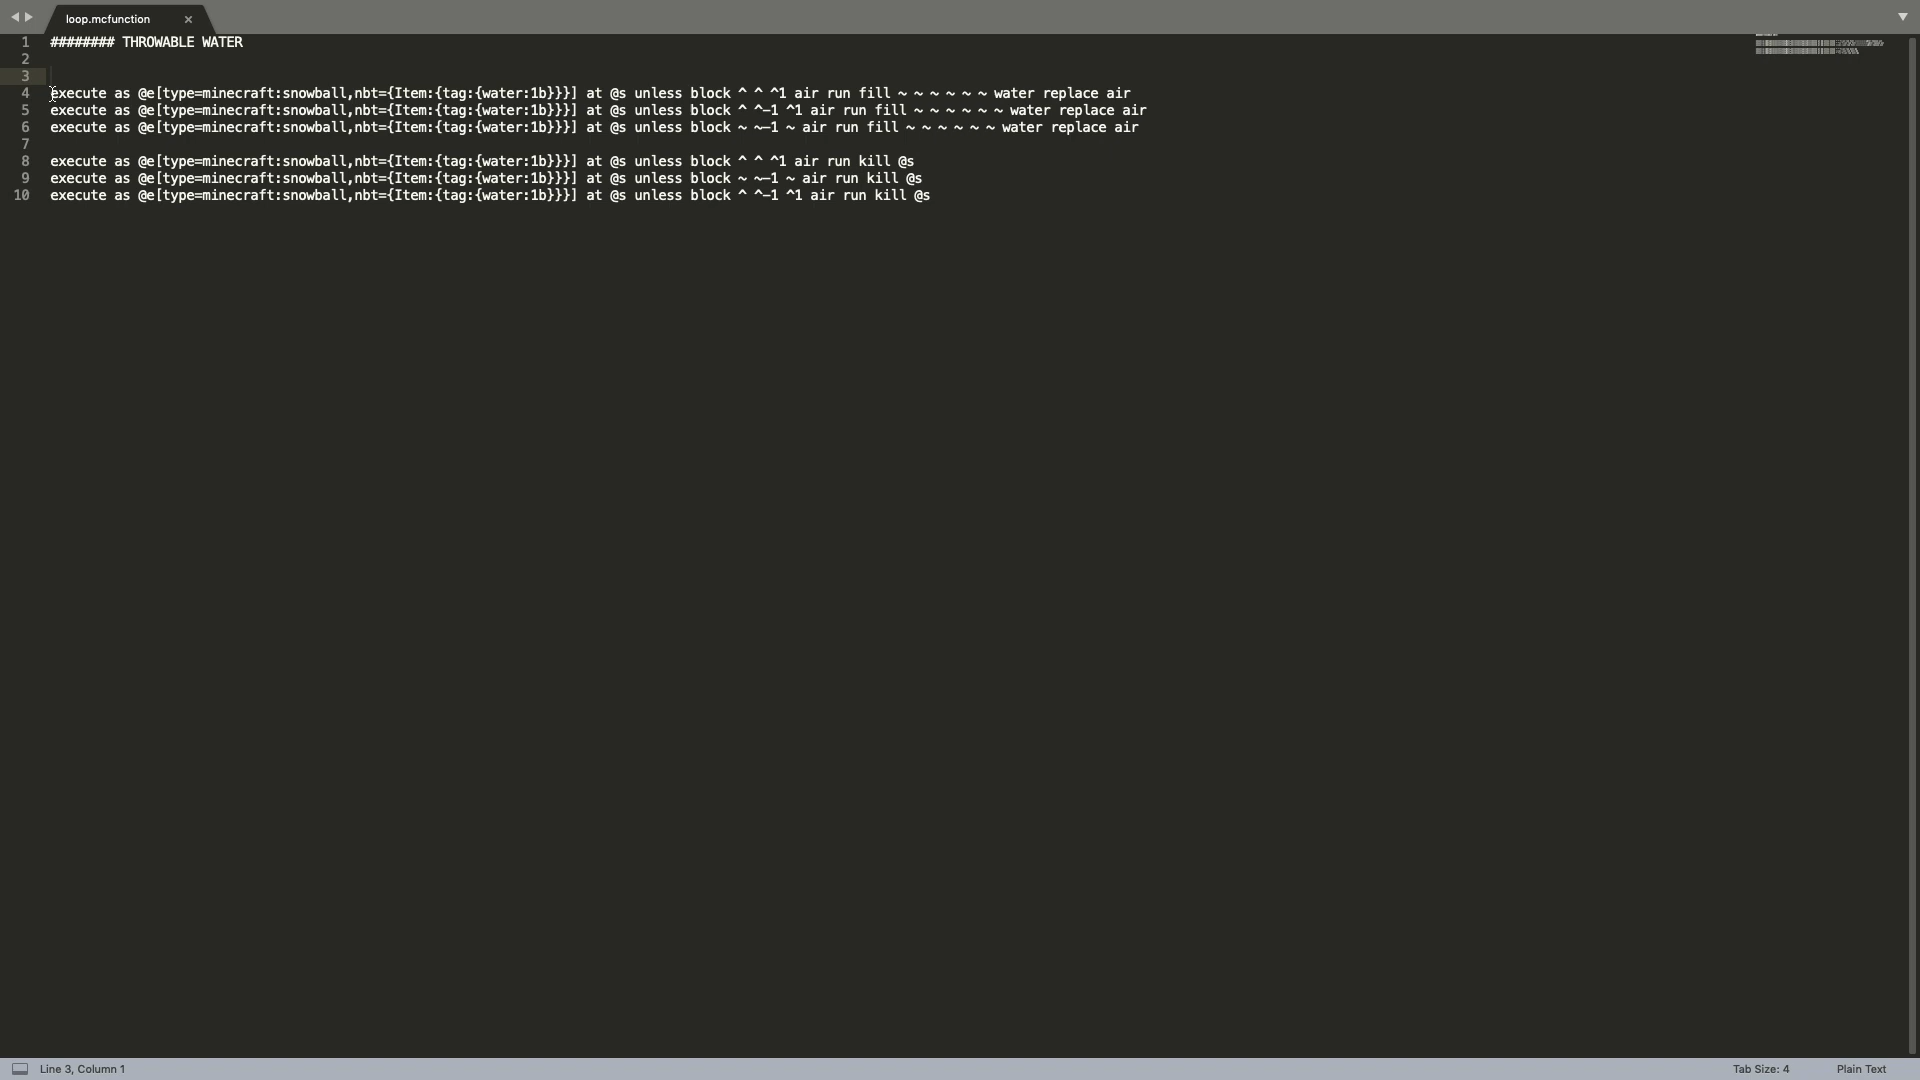 loop.mcfunction
1 ######## THROWABLE WATER
2
3
4 execute as @e[type=minecraft:snowball,nbt={Item:{tag:{water:1b}}}] at @s unless block ^ ^ ^1 air run fill ~ ~ ~ ~ ~ ~ water replace air
5 execute as @e[type=minecraft:snowball,nbt={Item:{tag:{water:1b}}}] at @s unless block ^ ^-1 ^1 air run fill ~ ~ ~ ~ ~ ~ water replace air
6 execute as @e[type=minecraft:snowball,nbt={Item:{tag:{water:1b}}}] at @s unless block ~ ~-1 ~ air run fill ~ ~ ~ ~ ~ ~ water replace air
7
8 execute as @e[type=minecraft:snowball,nbt={Item:{tag:{water:1b}}}] at @s unless block ^ ^ ^1 air run kill @s
9 execute as @e[type=minecraft:snowball,nbt={Item:{tag:{water:1b}}}] at @s unless block ~ ~-1 ~ air run kill @s
10 execute as @e[type=minecraft:snowball,nbt={Item:{tag:{water:1b}}}] at @s unless block ^ ^-1 ^1 air run kill @s
Line 3, Column 1
Tab Size: 4
Plain Text